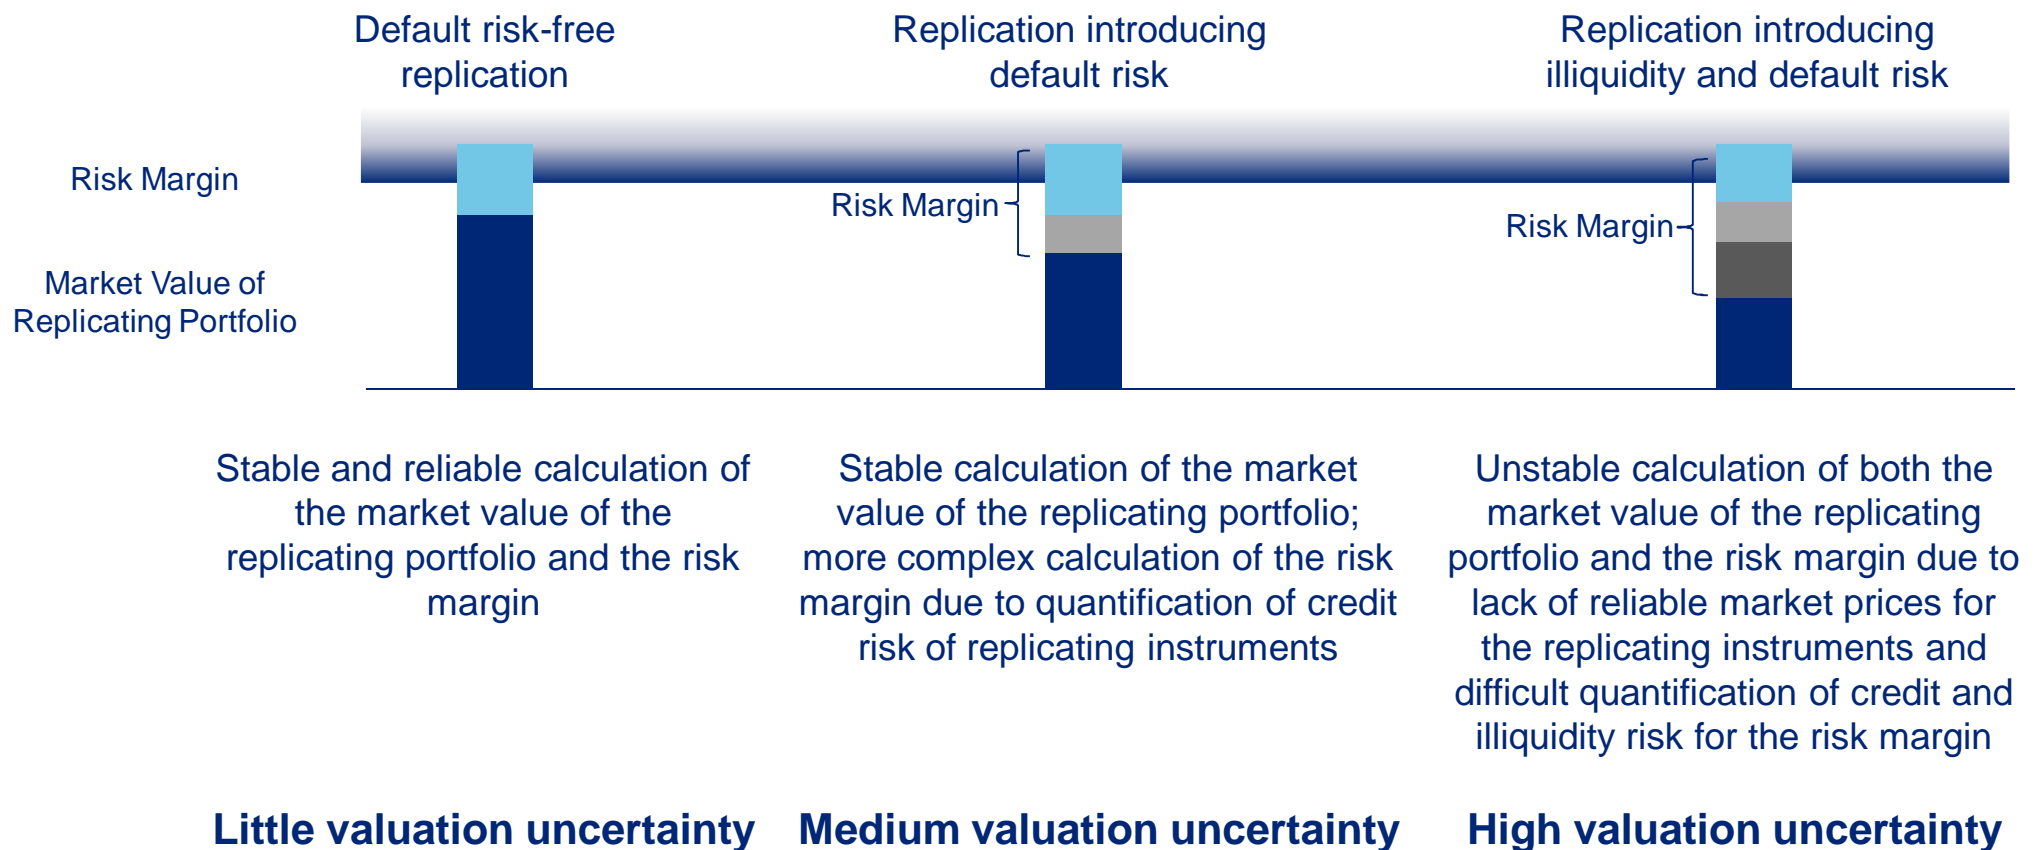 Default risk-free
replication
Replication introducing
default risk
Replication introducing
illiquidity and default risk
Risk Margin
Risk Margin
Risk Margin
Market Value of
Replicating Portfolio
Stable and reliable calculation of
the market value of the
replicating portfolio and the risk
margin
Stable calculation of the market
value of the replicating portfolio;
more complex calculation of the risk
margin due to quantification of credit
risk of replicating instruments
Unstable calculation of both the
market value of the replicating
portfolio and the risk margin due to
lack of reliable market prices for
the replicating instruments and
difficult quantification of credit and
illiquidity risk for the risk margin
Little valuation uncertainty
Medium valuation uncertainty
High valuation uncertainty